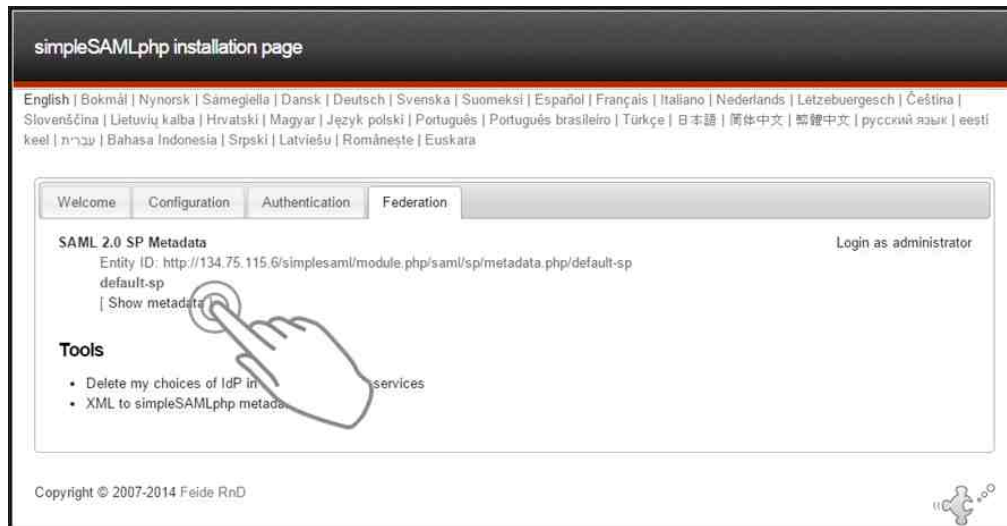 simpleSAMLphp installation page
English | Bokmål | Nynorsk | Sámegiella | Dansk | Deutsch | Svenska | Suomeksi | Español | Français | Italiano | Nederlands | Lëtzebuergesch | Čeština |
Slovenščina | Lietuvių kalba | Hrvatski | Magyar | Język polski | Português | Português brasileiro | Türkçe | 日本語 | 简体中文 | 繁體中文 | русский язык | eesti
keel | עברית | Bahasa Indonesia | Srpski | Latviešu | Românește | Euskara
Welcome Configuration Authentication Federation
SAML 2.0 SP Metadata Login as administrator
Entity ID: http://134.75.115.6/simplesaml/module.php/saml/sp/metadata.php/default-sp
default-sp
[ Show metadata ]
Tools
• Delete my choices of IdP in services
• XML to simpleSAMLphp metada
Copyright © 2007-2014 Feide RnD